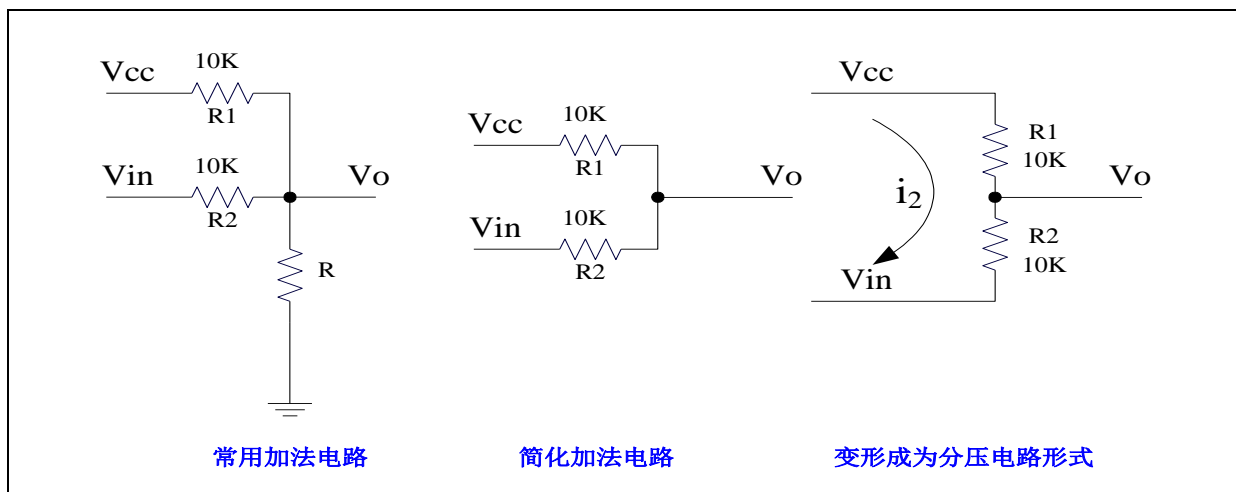 Vcc
10K
R1
Vin
10K
R2
Vo
R
常用加法电路
Vcc
10K
R1
Vin
10K
R2
Vo
简化加法电路
Vcc
R1
10K
Vo
i₂
R2
10K
Vin
变形成为分压电路形式